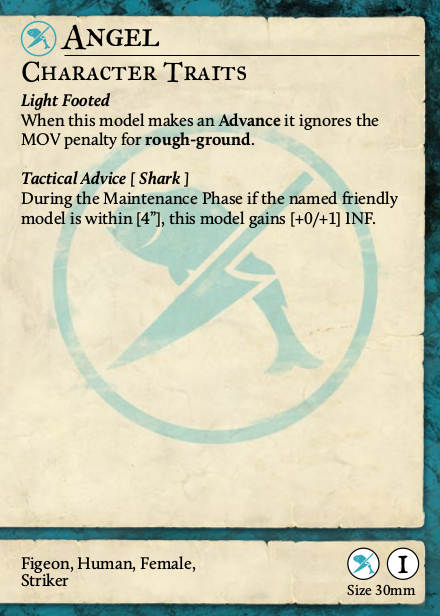 Angel
Character Traits
Light Footed
When this model makes an Advance it ignores the
MOV penalty for rough-ground.
Tactical Advice [ Shark ]
During the Maintenance Phase if the named friendly
model is within [4”], this model gains [+0/+1] INF.
Figeon, Human, Female,
Striker
1
Size 30mm